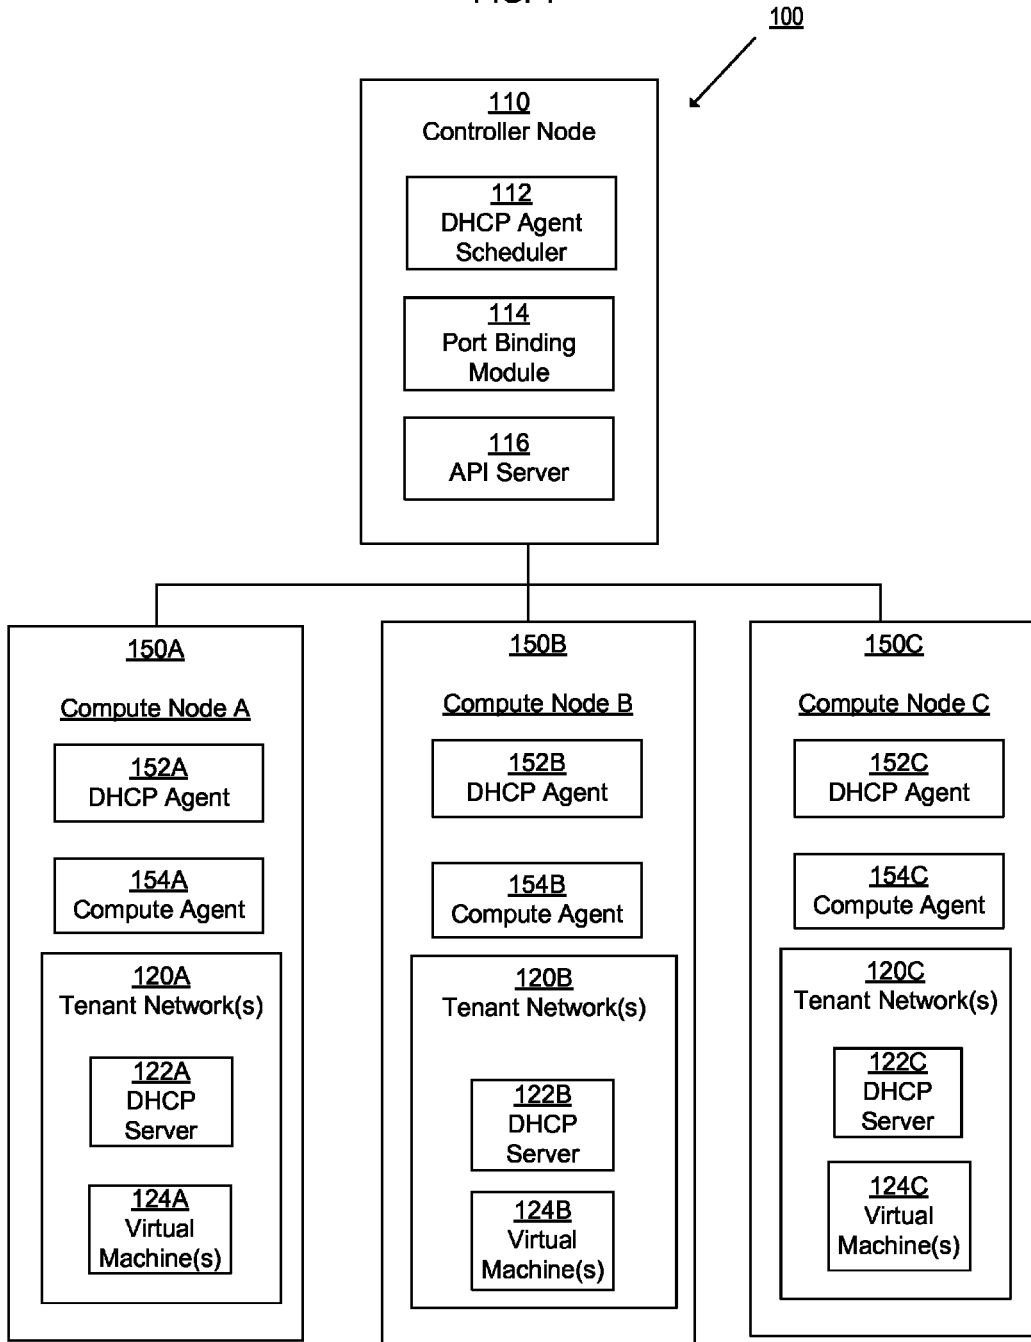 100
110
Controller Node
112
DHCP Agent
Scheduler
114
Port Binding
Module
116
API Server
150A
Compute Node A
152A
DHCP Agent
154A
Compute Agent
120A
Tenant Network(s)
122A
DHCP
Server
124A
Virtual
Machine(s)
150B
Compute Node B
152B
DHCP Agent
154B
Compute Agent
120B
Tenant Network(s)
122B
DHCP
Server
124B
Virtual
Machine(s)
150C
Compute Node C
152C
DHCP Agent
154C
Compute Agent
120C
Tenant Network(s)
122C
DHCP
Server
124C
Virtual
Machine(s)